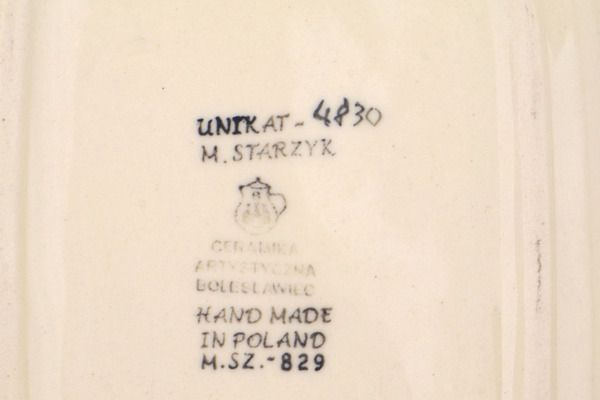 UNIKAT - 4830
M. STARZYK
CERAMIKA
ARTYSTYCZNA
BOLESŁAWIEC
HAND MADE
IN POLAND
M.SZ.-829